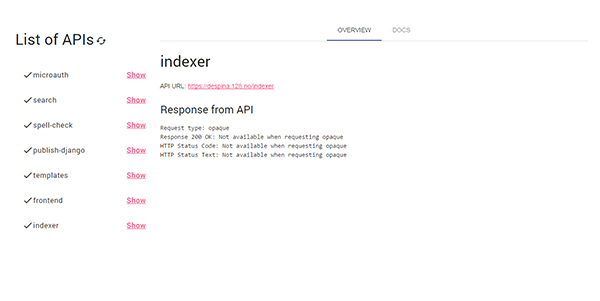 OVERVIEW
DOCS
List of APIs
microauth Show
search Show
spell-check Show
publish-django Show
templates Show
frontend Show
indexer Show
indexer
API URL: https://despina.128.no/indexer
Response from API
Request type: opaque
Response 200 OK: Not available when requesting opaque
HTTP Status Code: Not available when requesting opaque
HTTP Status Text: Not available when requesting opaque